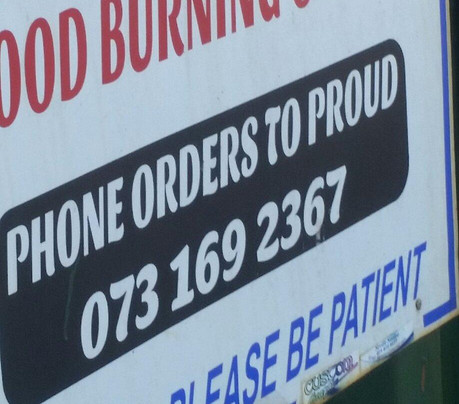 OOD BURNING
PHONE ORDERS TO PROUD
073 169 2367
PLEASE BE PATIENT